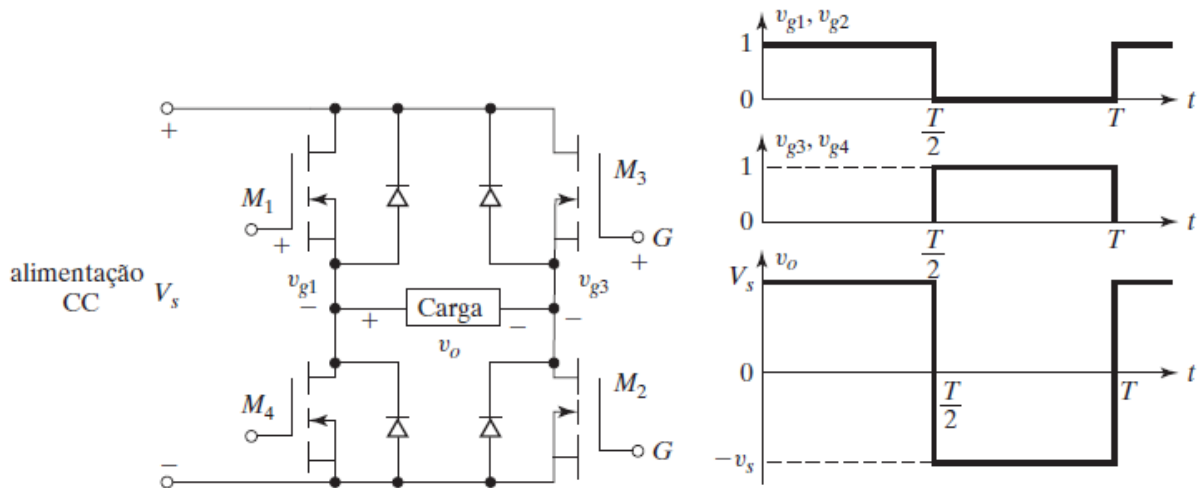 +
M1
+
vg1
−
M3
G
+
vg3
−
alimentação
CC
Vs
+
Carga
−
vo
M4
M2
G
−
vg1, vg2
1
0
T/2
T
t
vg3, vg4
1
0
T/2
T
t
Vs
vo
0
T/2
T
t
−vs